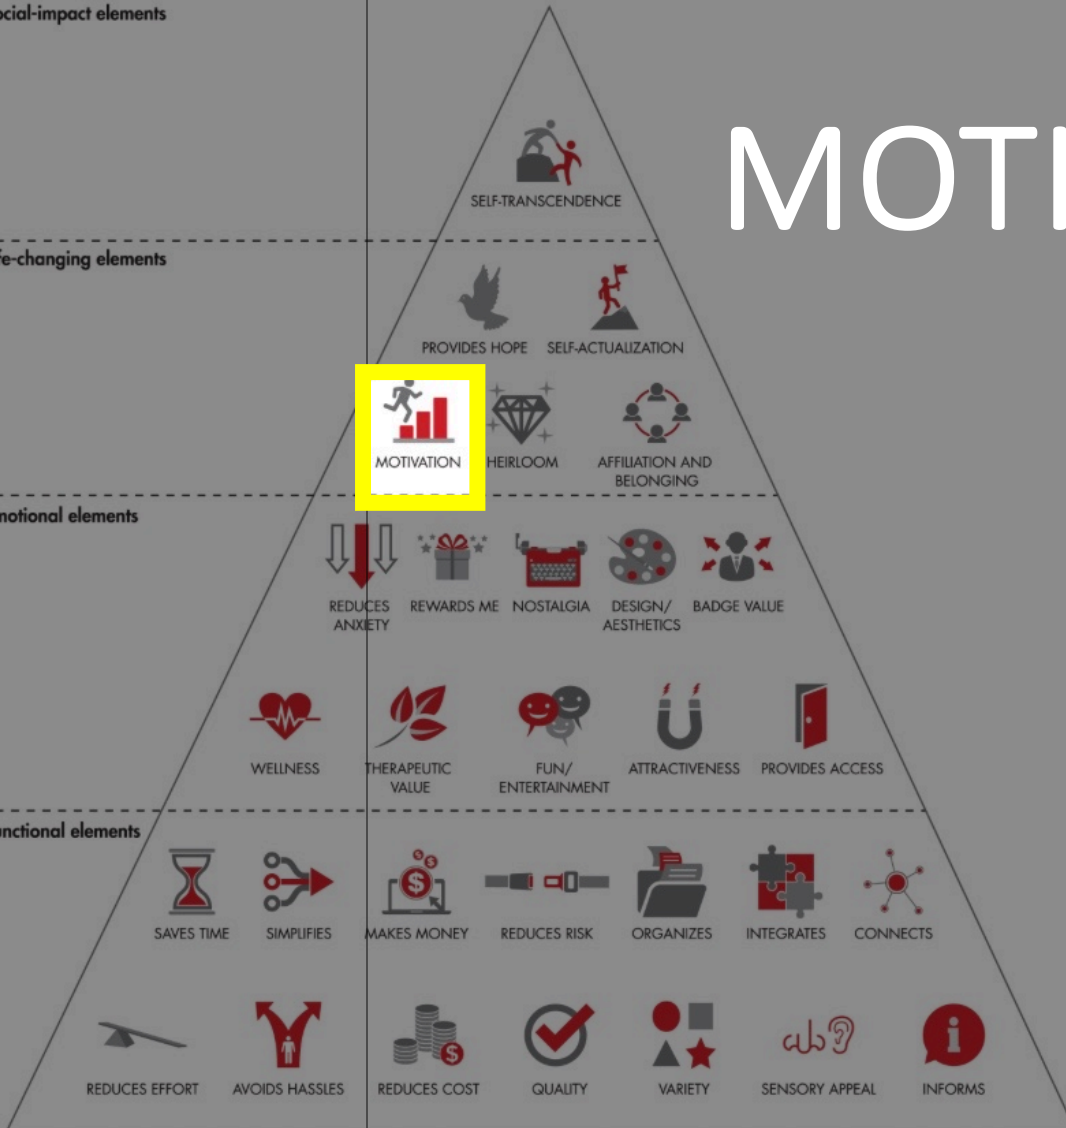 ocial-impact elements
MOTI
SELF-TRANSCENDENCE
fe-changing elements
PROVIDES HOPE SELF-ACTUALIZATION
MOTIVATION HEIRLOOM AFFILIATION AND
BELONGING
motional elements
REDUCES REWARDS ME NOSTALGIA DESIGN/ BADGE VALUE
ANXIETY AESTHETICS
WELLNESS THERAPEUTIC FUN/ ATTRACTIVENESS PROVIDES ACCESS
VALUE ENTERTAINMENT
unctional elements
SAVES TIME SIMPLIFIES MAKES MONEY REDUCES RISK ORGANIZES INTEGRATES CONNECTS
REDUCES EFFORT AVOIDS HASSLES REDUCES COST QUALITY VARIETY SENSORY APPEAL INFORMS